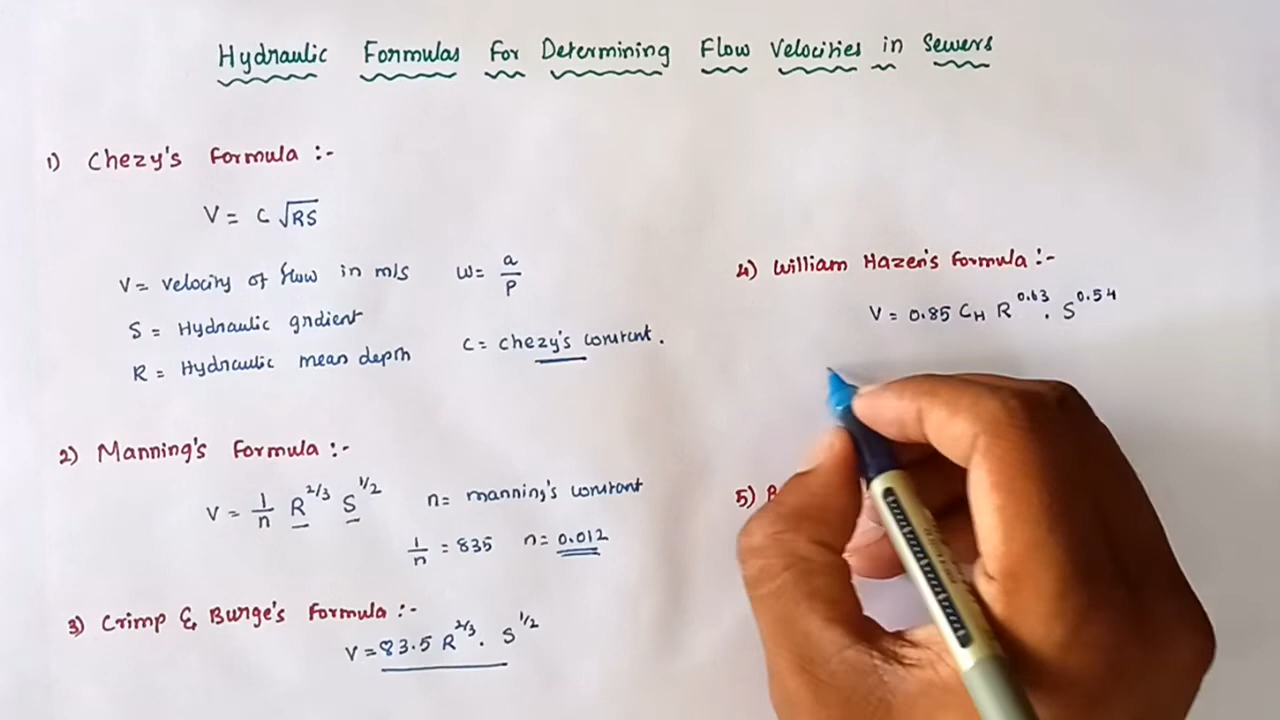 Hydraulic Formulas For Determining Flow Velocities in Sewers
1) Chezy's Formula :-
V = C √RS
V = velocity of flow in m/s
S = Hydraulic grdient
R = Hydraulic mean depth
w = a/P
C = chezy's constant.
2) Manning's Formula :-
V = 1/n R^2/3 S^1/2
n = manning's constant
1/n = 835 n = 0.012
3) Crimp & Burge's Formula :-
V = 83.5 R^2/3 . S^1/2
4) William Hazen's Formula :-
V = 0.85 C_H R^0.63 . S^0.54
5)